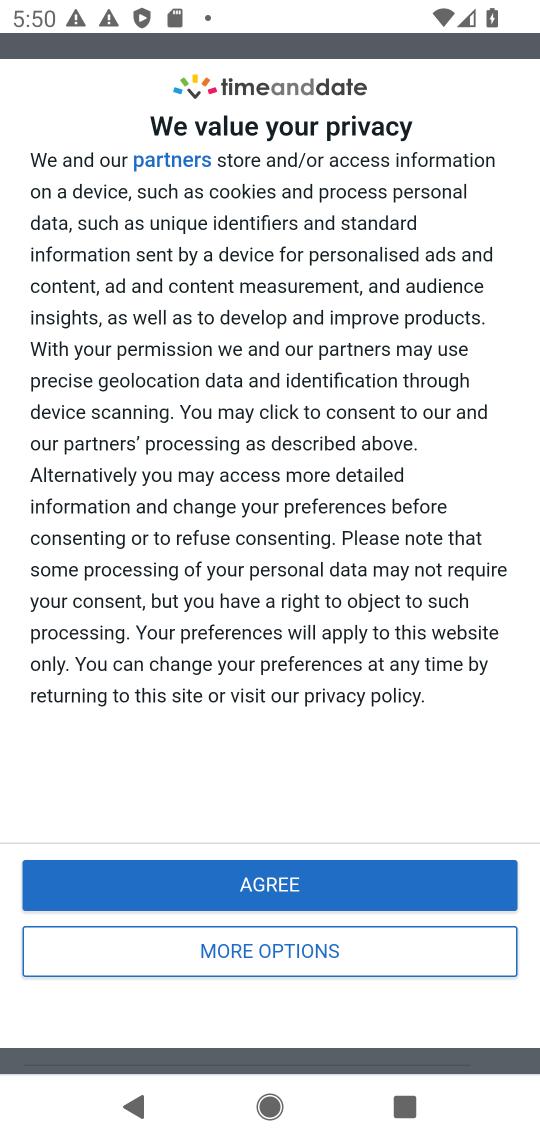 5:50
timeanddate
We value your privacy
We and our partners store and/or access information
on a device, such as cookies and process personal
data, such as unique identifiers and standard
information sent by a device for personalised ads and
content, ad and content measurement, and audience
insights, as well as to develop and improve products.
With your permission we and our partners may use
precise geolocation data and identification through
device scanning. You may click to consent to our and
our partners’ processing as described above.
Alternatively you may access more detailed
information and change your preferences before
consenting or to refuse consenting. Please note that
some processing of your personal data may not require
your consent, but you have a right to object to such
processing. Your preferences will apply to this website
only. You can change your preferences at any time by
returning to this site or visit our privacy policy.
AGREE
MORE OPTIONS